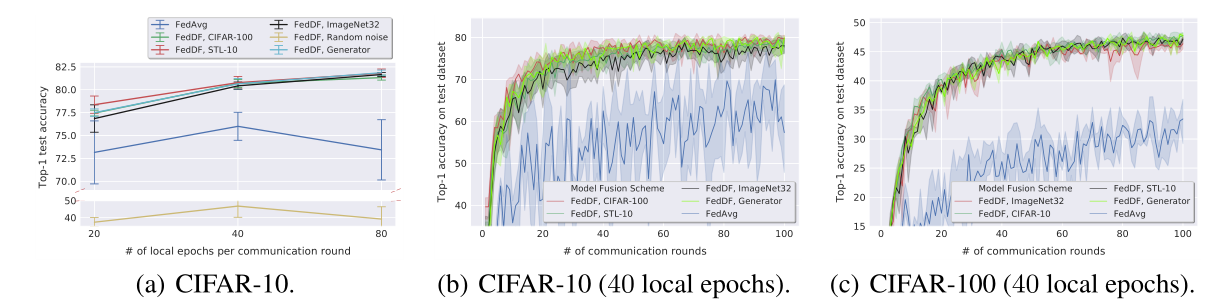 FedAvg
FedDF, CIFAR-100
FedDF, STL-10
FedDF, ImageNet32
FedDF, Random noise
FedDF, Generator
Top-1 test accuracy
82.5
80.0
77.5
75.0
72.5
70.0
50
40
20
40
80
# of local epochs per communication round
(a) CIFAR-10.
Top-1 accuracy on test dataset
80
70
60
50
40
0
20
40
60
80
100
# of communication rounds
Model Fusion Scheme
FedDF, CIFAR-100
FedDF, STL-10
FedDF, ImageNet32
FedDF, Generator
FedAvg
(b) CIFAR-10 (40 local epochs).
Top-1 accuracy on test dataset
50
45
40
35
30
25
20
15
0
20
40
60
80
100
# of communication rounds
Model Fusion Scheme
FedDF, ImageNet32
FedDF, CIFAR-10
FedDF, STL-10
FedDF, Generator
FedAvg
(c) CIFAR-100 (40 local epochs).